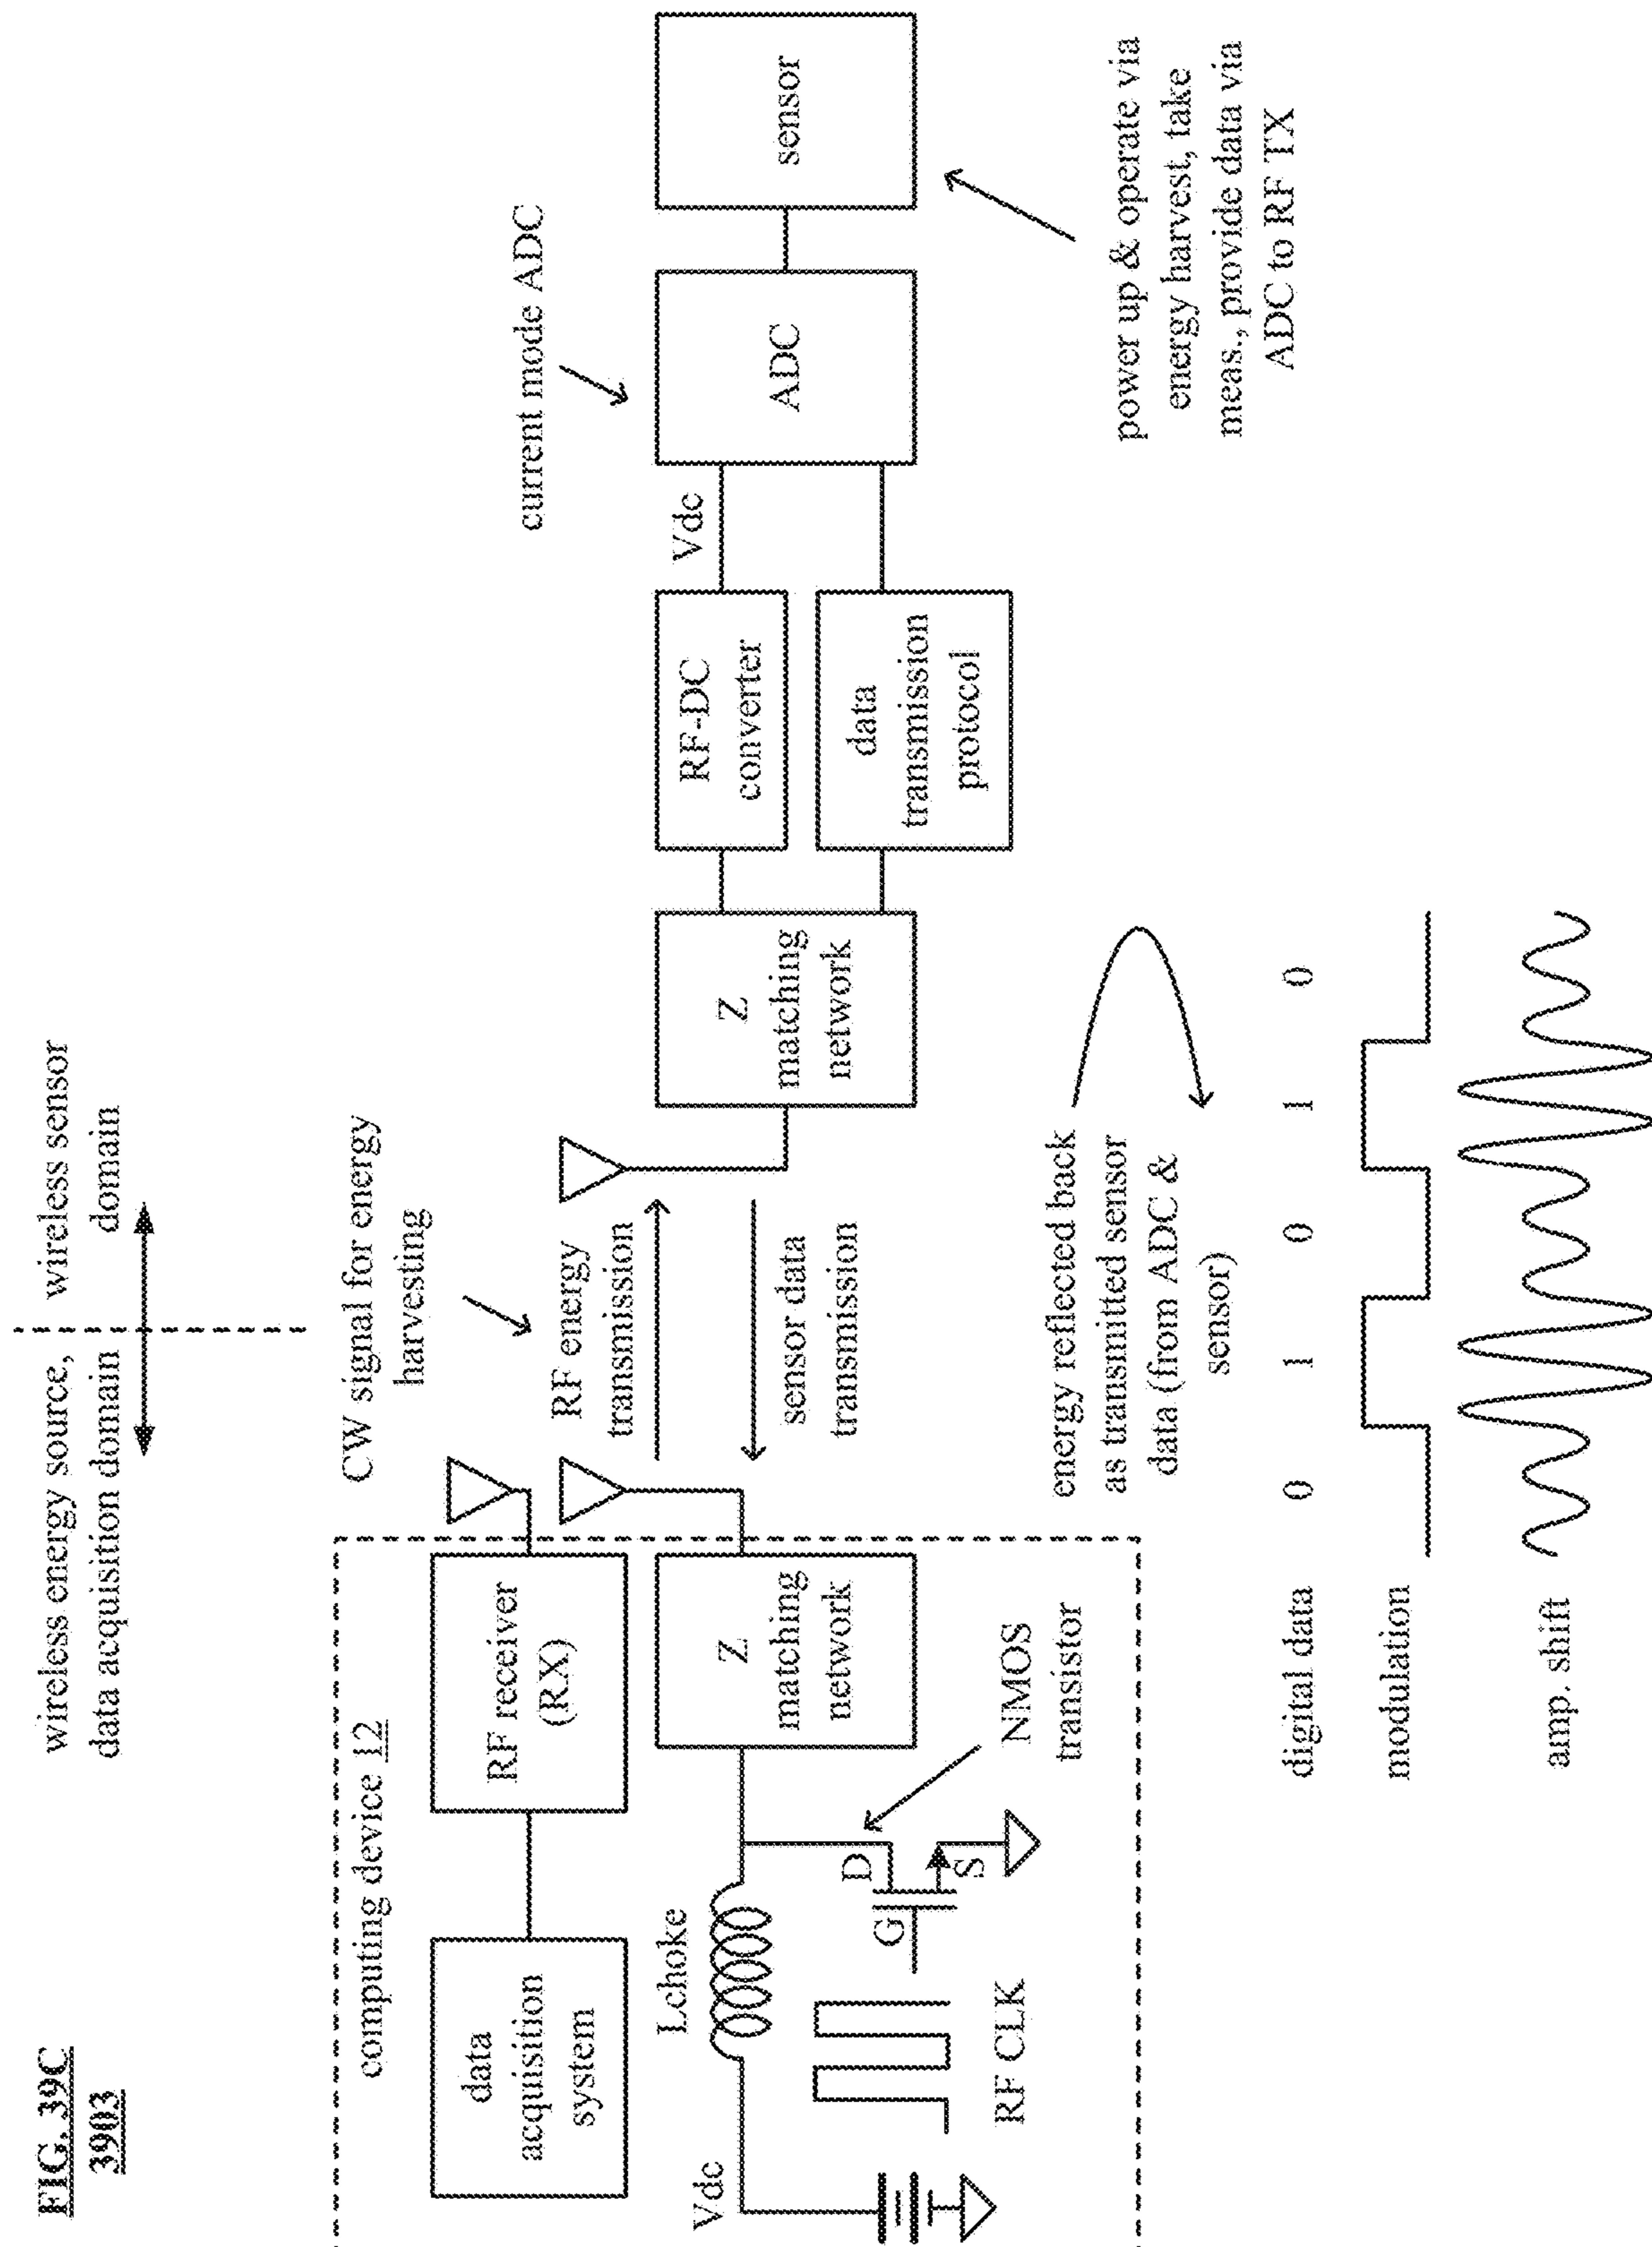 FIG. 39C
3903
wireless energy source,
data acquisition domain
wireless sensor
domain
computing device 12
data
acquisition
system
RF receiver
(RX)
CW signal for energy
harvesting
RF energy
transmission
sensor data
transmission
Vdc
Lchoke
RF CLK
G
D
S
NMOS
transistor
Z
matching
network
Z
matching
network
RF-DC
converter
data
transmission
protocol
Vdc
current mode ADC
ADC
sensor
power up & operate via
energy harvest, take
meas., provide data via
ADC to RF TX
energy reflected back
as transmitted sensor
data (from ADC &
sensor)
digital data 0 1 0 1 0
modulation
amp. shift